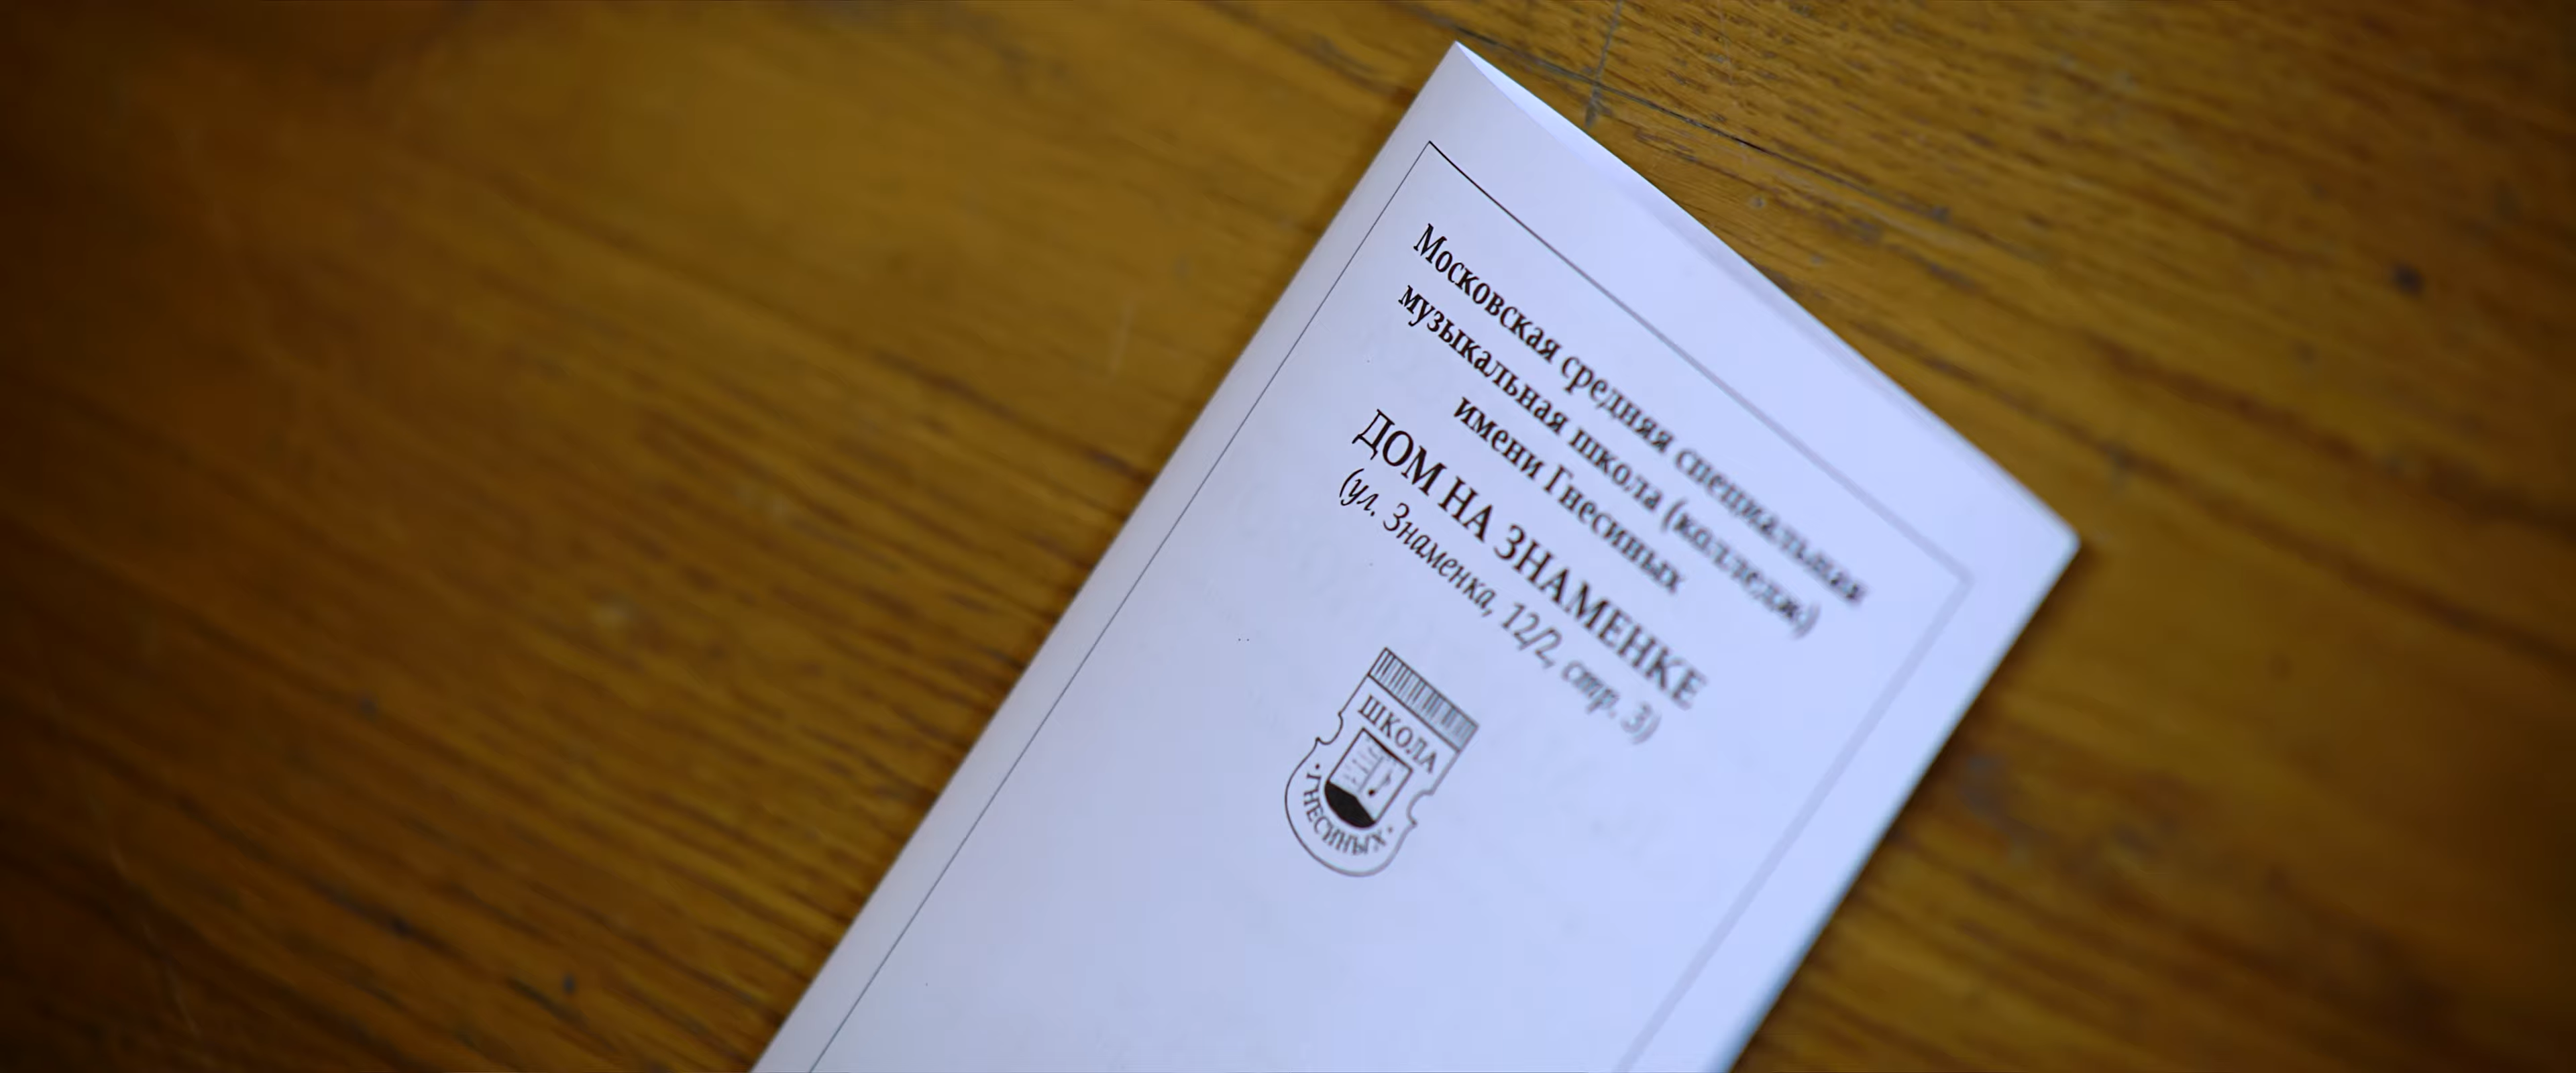 Московская средняя специальная
музыкальная школа (колледж)
имени Гнесиных
ДОМ НА ЗНАМЕНКЕ
(ул. Знаменка, 12/2, стр. 3)
ШКОЛА
·ГНЕСИНЫХ·